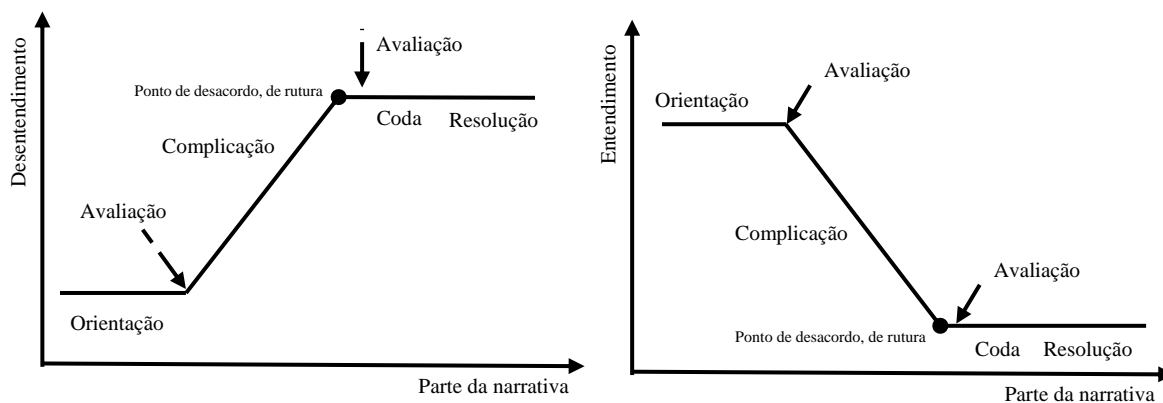 Desentendimento
Avaliação
Ponto de desacordo, de rutura
Coda
Resolução
Complicação
Avaliação
Orientação
Parte da narrativa
Entendimento
Avaliação
Orientação
Complicação
Avaliação
Ponto de desacordo, de rutura
Coda
Resolução
Parte da narrativa